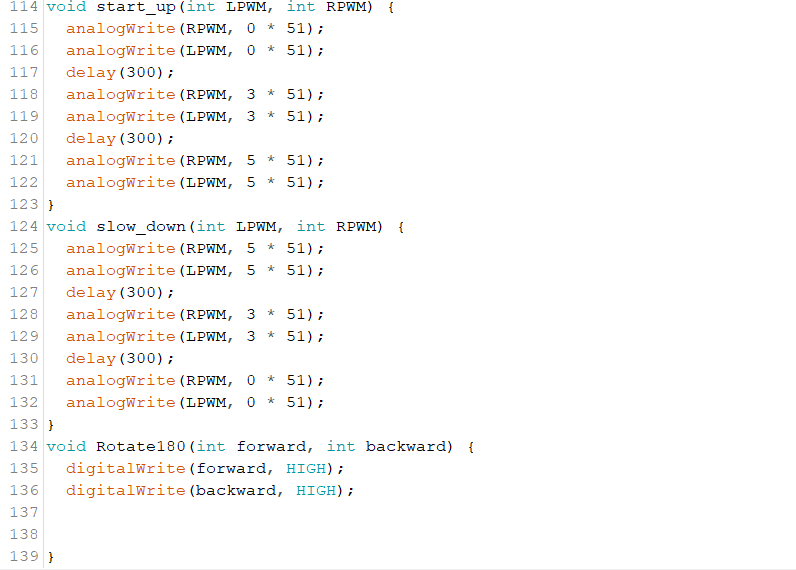 114 void start_up(int LPWM, int RPWM) {
115   analogWrite(RPWM, 0 * 51);
116   analogWrite(LPWM, 0 * 51);
117   delay(300);
118   analogWrite(RPWM, 3 * 51);
119   analogWrite(LPWM, 3 * 51);
120   delay(300);
121   analogWrite(RPWM, 5 * 51);
122   analogWrite(LPWM, 5 * 51);
123 }
124 void slow_down(int LPWM, int RPWM) {
125   analogWrite(RPWM, 5 * 51);
126   analogWrite(LPWM, 5 * 51);
127   delay(300);
128   analogWrite(RPWM, 3 * 51);
129   analogWrite(LPWM, 3 * 51);
130   delay(300);
131   analogWrite(RPWM, 0 * 51);
132   analogWrite(LPWM, 0 * 51);
133 }
134 void Rotate180(int forward, int backward) {
135   digitalWrite(forward, HIGH);
136   digitalWrite(backward, HIGH);
137
138
139 }